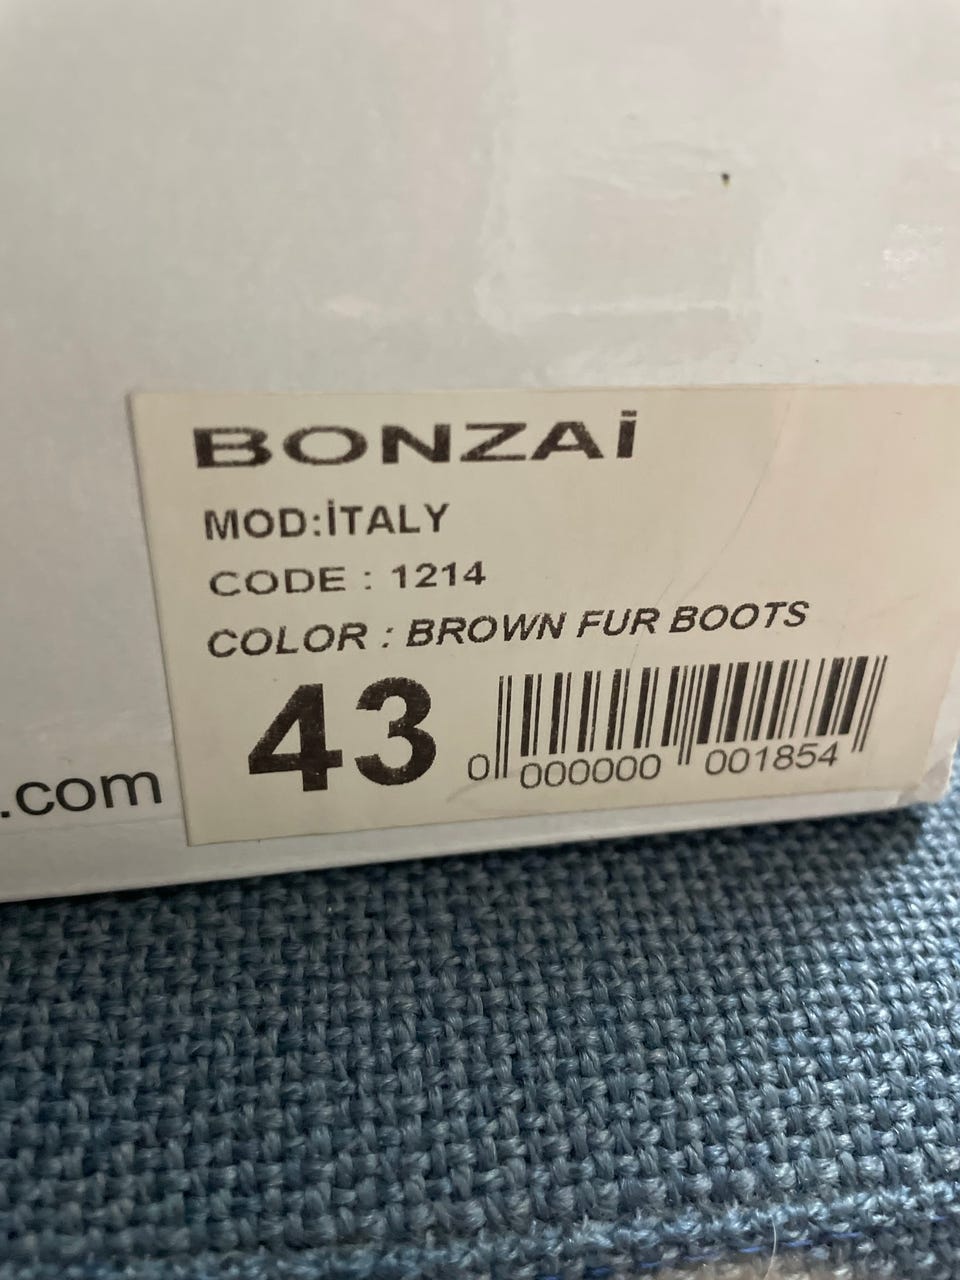 BONZAİ
MOD:İTALY
CODE : 1214
COLOR : BROWN FUR BOOTS
43
0 000000 001854
.com